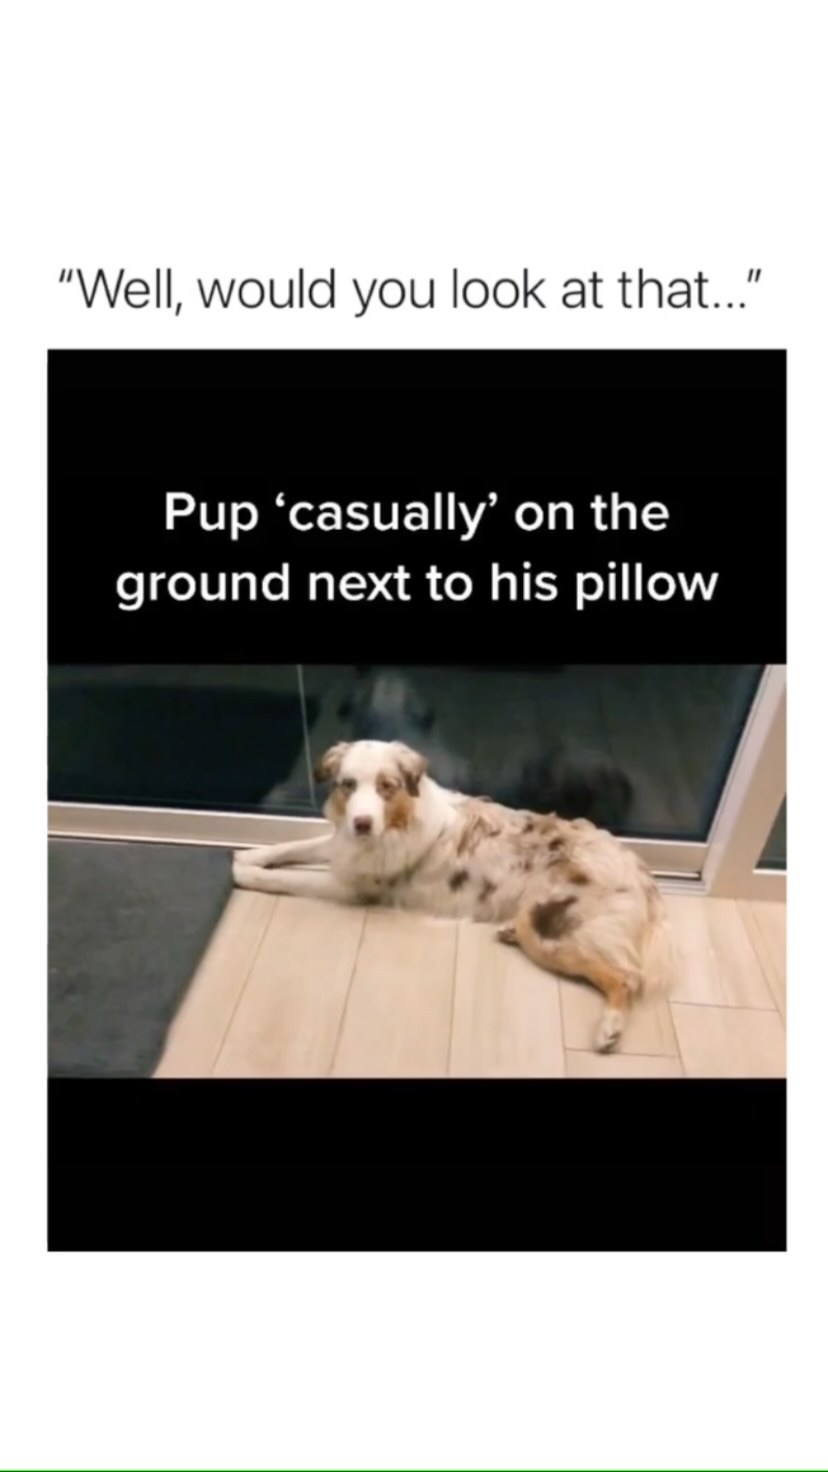 “Well, would you look at that...”
Pup ‘casually’ on the
ground next to his pillow